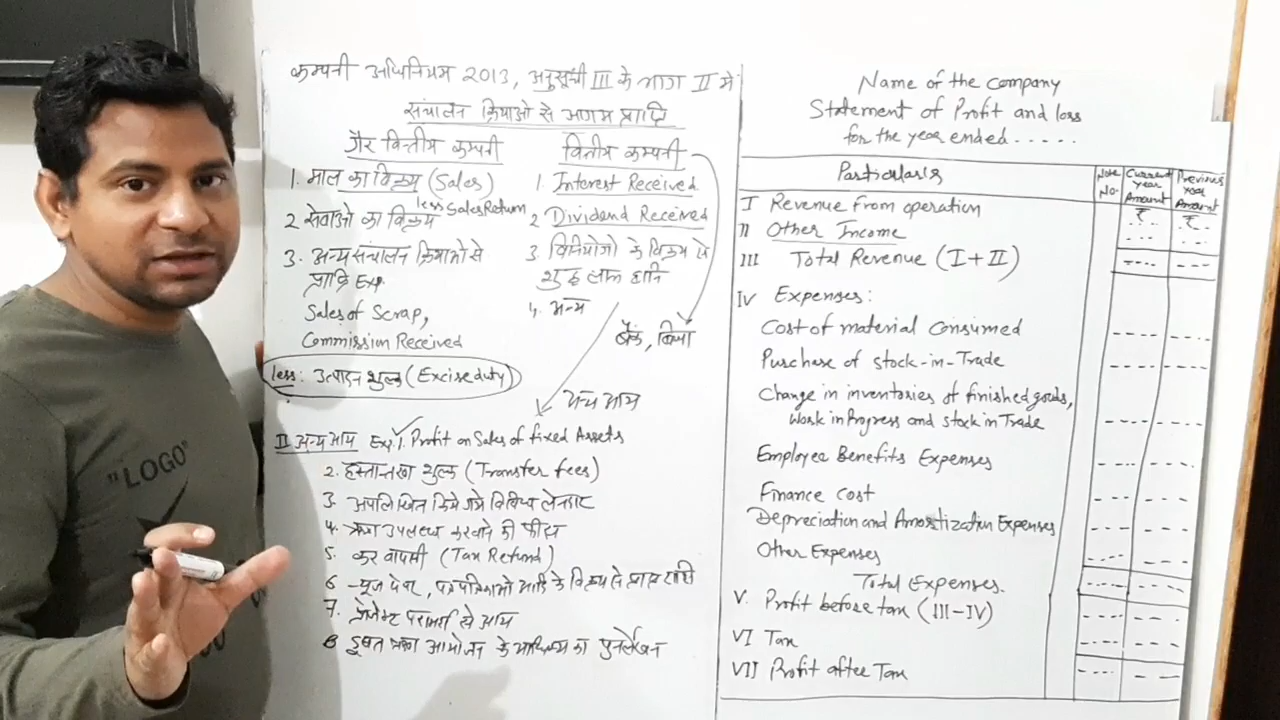 कम्पनी अधिनियम 2013, अनुसूची III के भाग II में
संचालन क्रियाओ से आगम प्राप्ति
गैर वित्तीय कम्पनी
1. माल का विक्रय (Sales)
less Sales Return
2 सेवाओ का विक्रय
3. अन्य संचालन क्रियाओ से
प्राप्ति Exp.
Sales of Scrap,
Commission Received
less: उत्पादन शुल्क (Excise duty)
वित्तीय कम्पनी
1. Interest Received
2 Dividend Received
3. विनियोगो के विक्रय से
शुद्ध लाभ हानि
4. अन्य
बैंक, बिमा
अन्य आय
II अन्य आय Ex. 1. Profit on Sales of fixed Assets
2. हस्तान्तरण शुल्क (Transfer fees)
3. अपलिखित किये गये विविध लेनदार
4. ऋण उपलब्ध करवाने की फीस
5. कर वापसी (Tax Refund)
6 न्यूज पेपर, पत्र पत्रिकाओ आदि के विक्रय से प्राप्त राशी
7. प्रोजेक्ट परामर्श से आय
8 डूबत ऋण आयोजन के आधिक्य का पुनर्लेखन
Name of the company
Statement of Profit and loss
for the year ended.....
Particulars
Note No.
Current year Amount
Previous Year Amount
₹ ₹
I Revenue from operation
II Other Income
III Total Revenue (I+II)
IV Expenses:
Cost of material Consumed
Purchase of stock-in-Trade
Change in inventories of finished goods,
work in Progress and stock in Trade
Employee Benefits Expenses
Finance cost
Depreciation and Amortization Expenses
Other Expenses
Total Expenses.
V. Profit before tax (III-IV)
VI Tax
VII Profit after Tax
"LOGO"